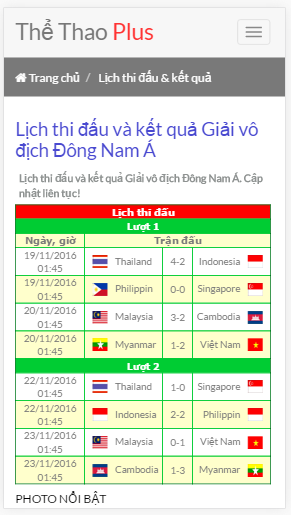 Thể Thao Plus
Trang chủ / Lịch thi đấu & kết quả
Lịch thi đấu và kết quả Giải vô
địch Đông Nam Á
Lịch thi đấu và kết quả Giải vô địch Đông Nam Á. Cập
nhật liên tục!
Lịch thi đấu
Lượt 1
Ngày, giờ Trận đấu
19/11/2016
01:45
Thailand 4-2 Indonesia
19/11/2016
01:45
Philippin 0-0 Singapore
20/11/2016
01:45
Malaysia 3-2 Cambodia
20/11/2016
01:45
Myanmar 1-2 Việt Nam
Lượt 2
22/11/2016
01:45
Thailand 1-0 Singapore
22/11/2016
01:45
Indonesia 2-2 Philippin
23/11/2016
01:45
Malaysia 0-1 Việt Nam
23/11/2016
01:45
Cambodia 1-3 Myanmar
PHOTO NỔI BẬT